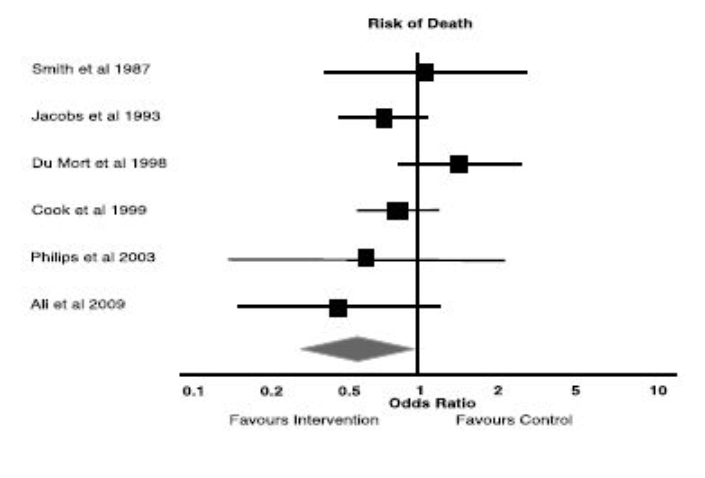 Risk of Death
Smith et al 1987
Jacobs et al 1993
Du Mort et al 1998
Cook et al 1999
Philips et al 2003
Ali et al 2009
0.1 0.2 0.5 1 2 5 10
Odds Ratio
Favours Intervention Favours Control